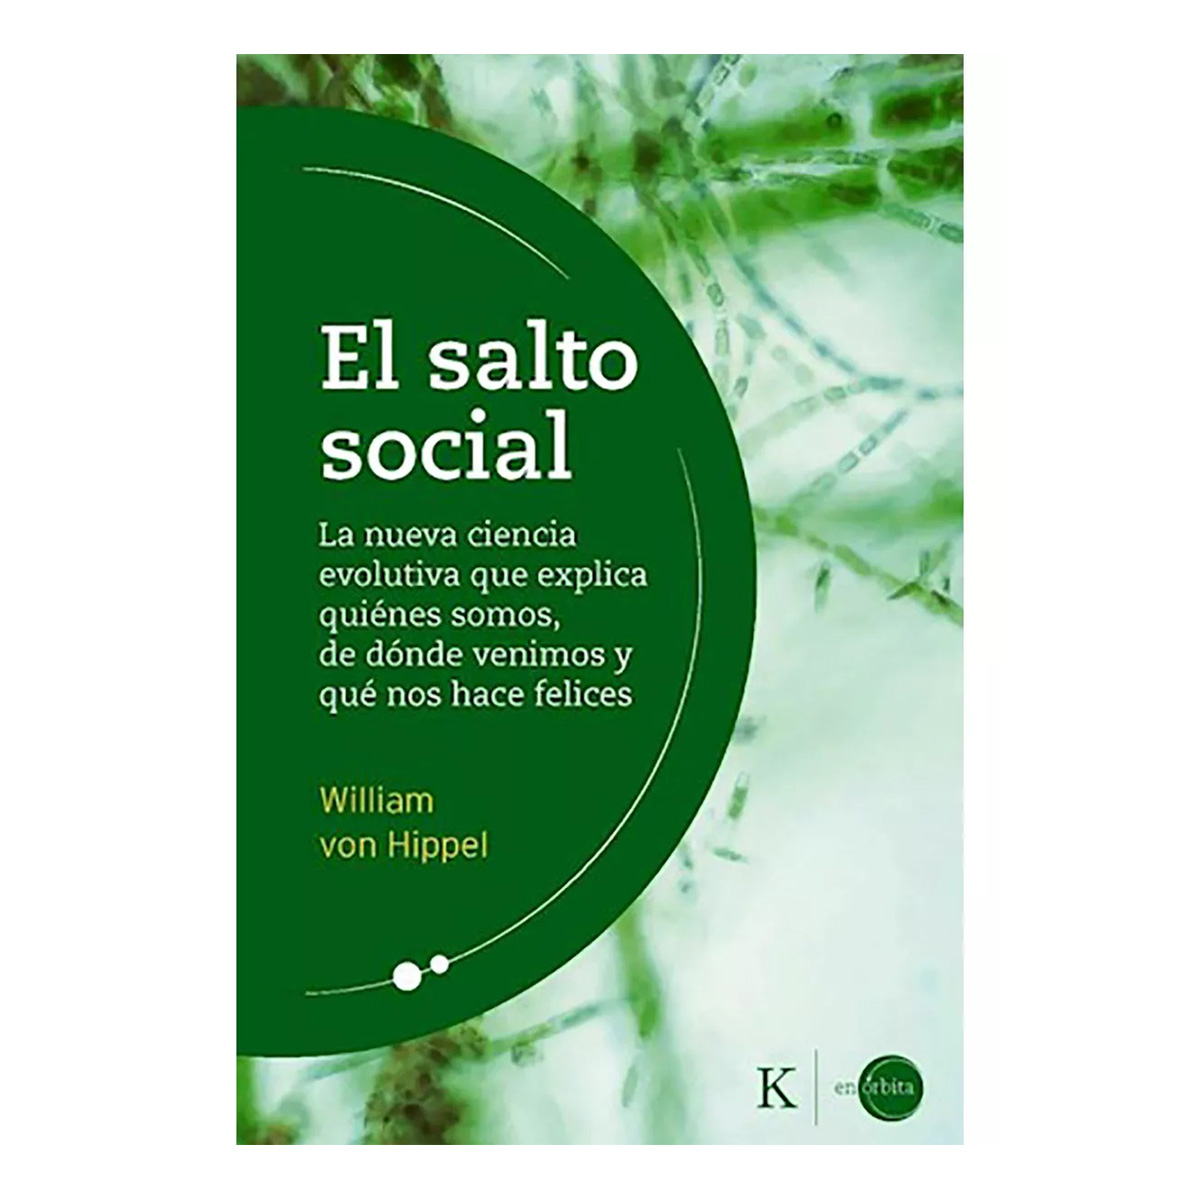 El salto
social
La nueva ciencia
evolutiva que explica
quiénes somos,
de dónde venimos y
qué nos hace felices
William
von Hippel
K
en órbita